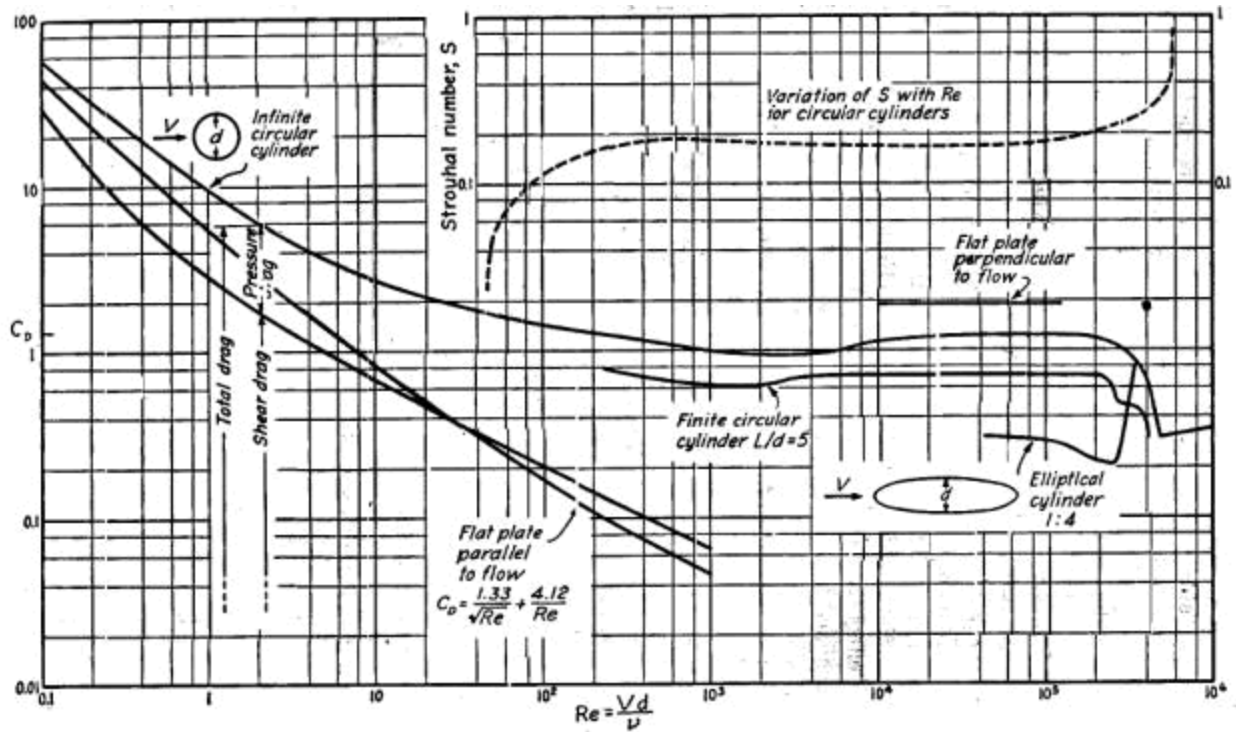 100
10
C_D
1
0.1
0.01
0.1
1
10
10²
10³
10⁴
10⁵
10⁶
Re = Vd/ν
Strouhal number, S
1
0.1
1
0.1
V
d
Infinite
circular
cylinder
Variation of S with Re
for circular cylinders
Total drag
Pressure
drag
Shear drag
Flat plate
perpendicular
to flow
Finite circular
cylinder L/d=5
V
d
Elliptical
cylinder
1:4
Flat plate
parallel
to flow
C_D = 1.33/√Re + 4.12/Re